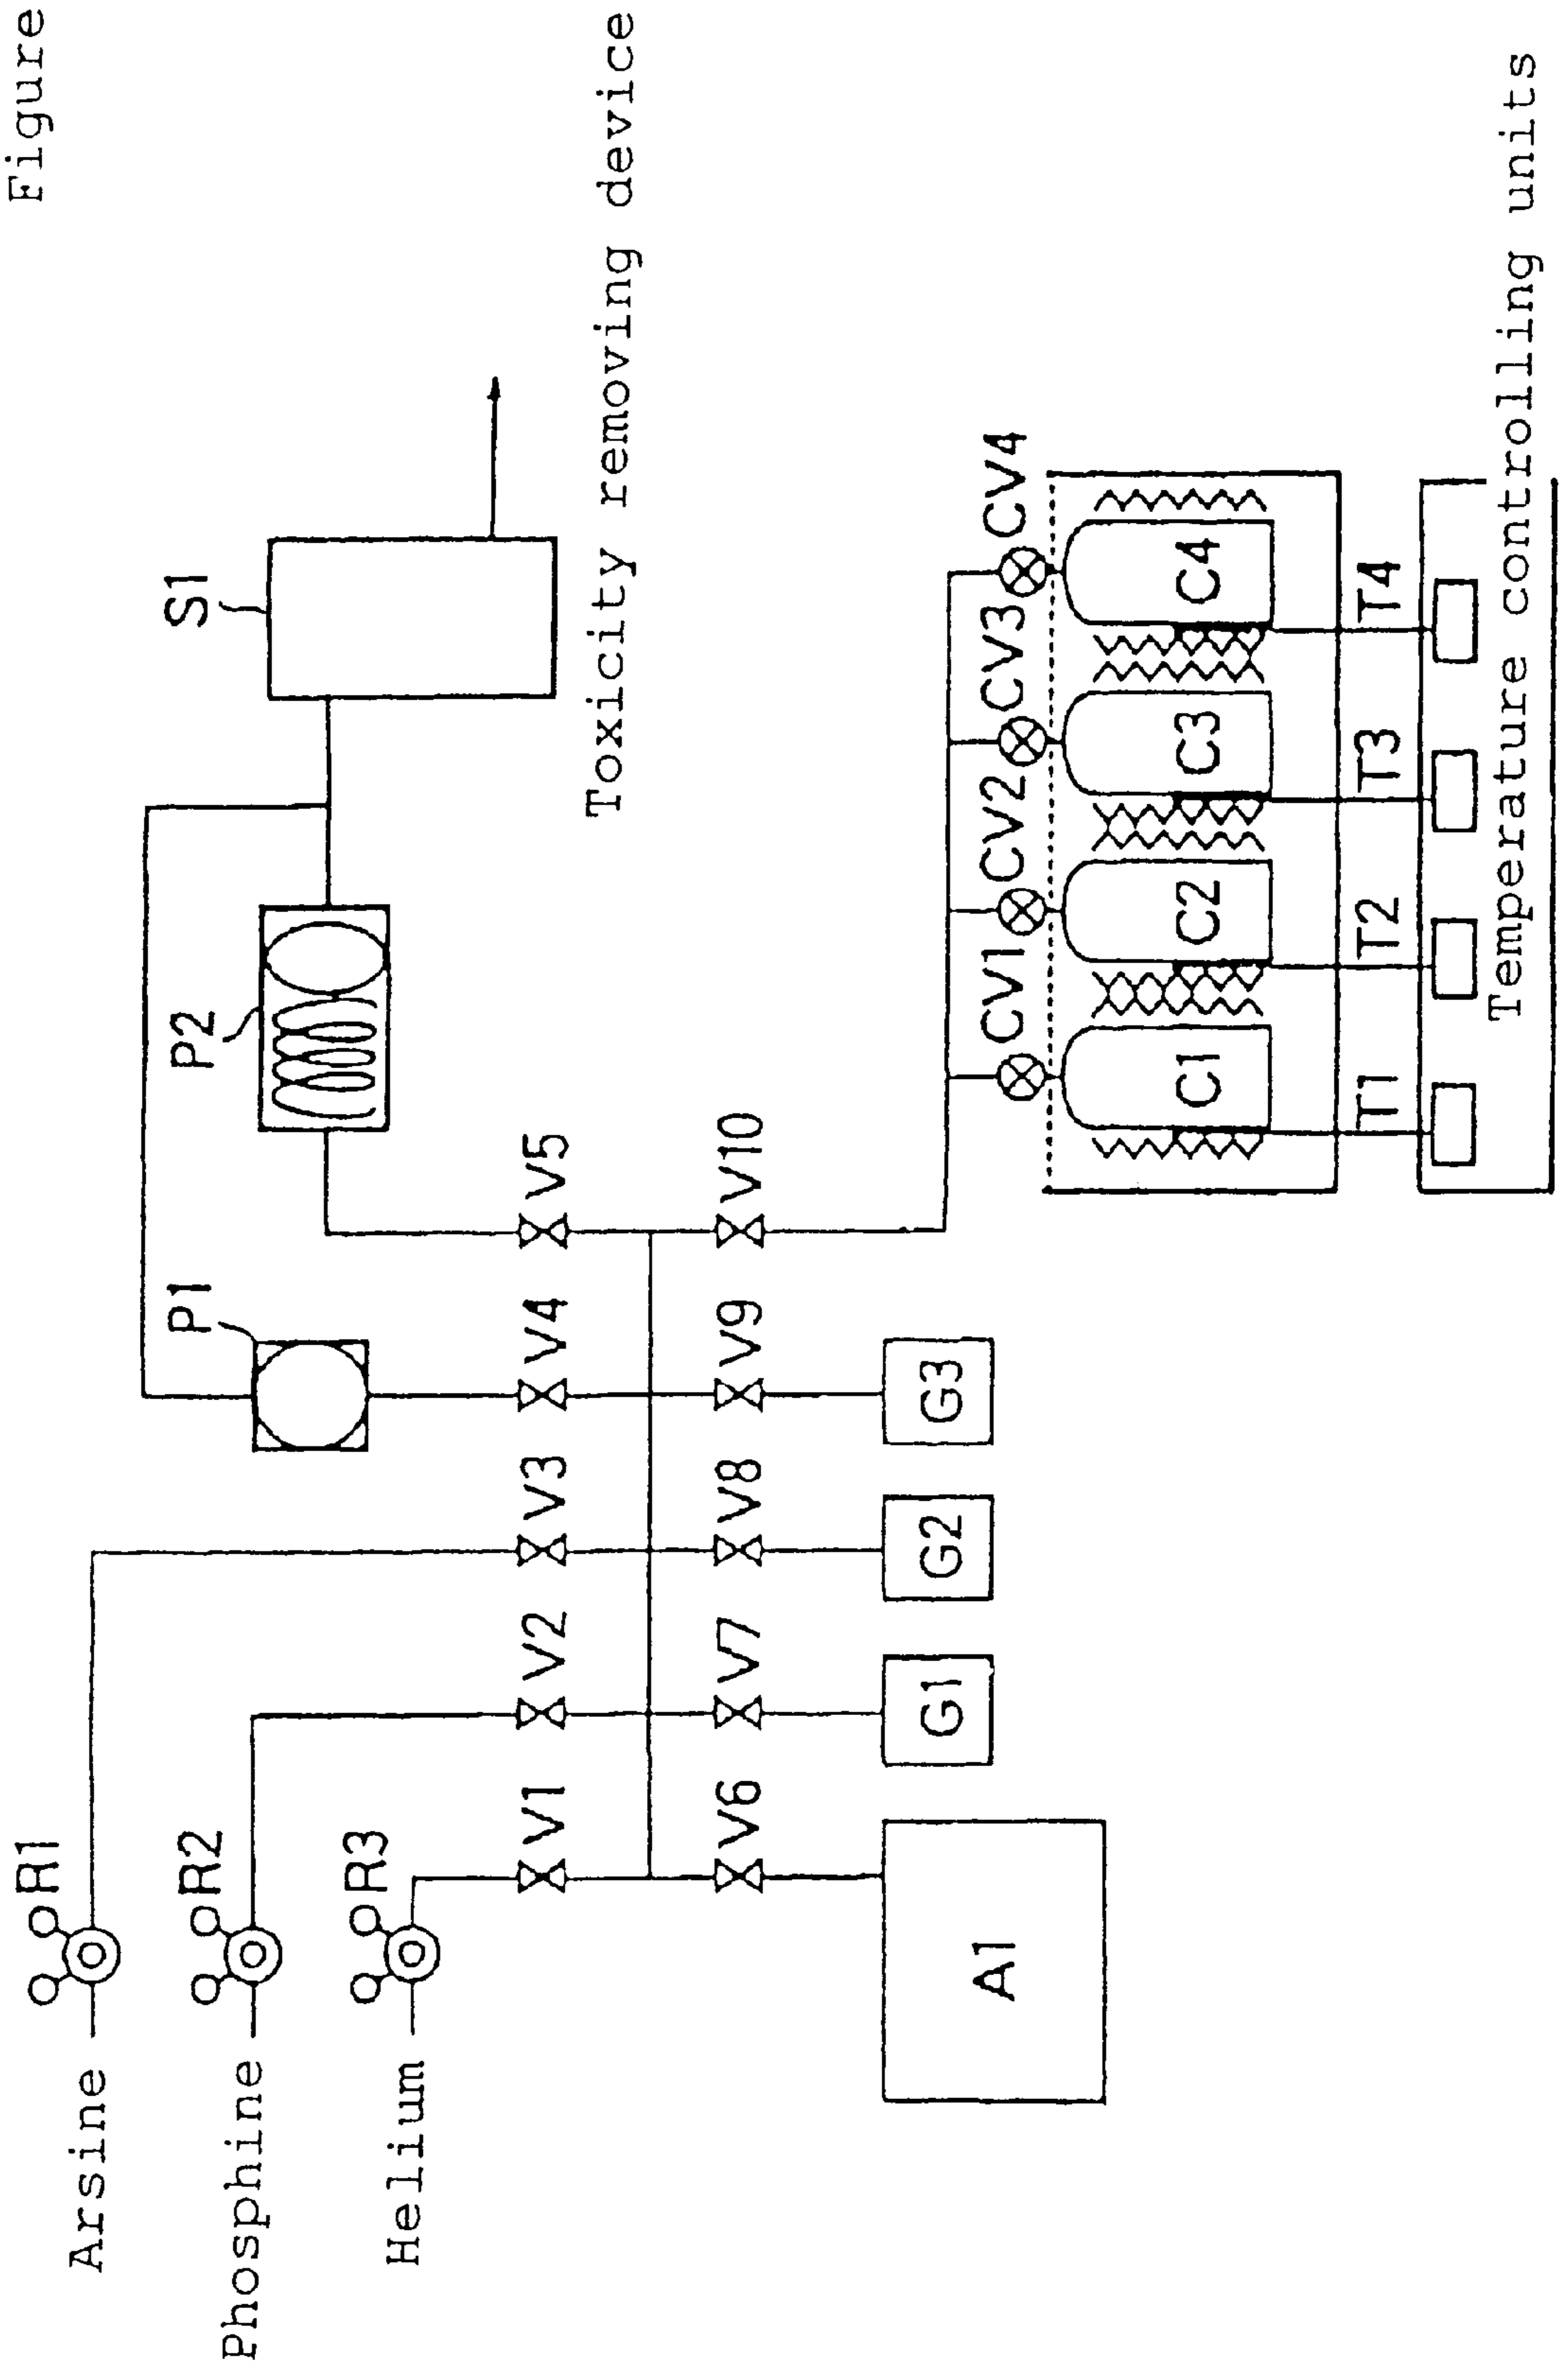 Figure
Arsine
R1
Phosphine
R2
Helium
R3
P1
P2
S1
Toxicity removing device
V1
V2
V3
V4
V5
V6
V7
V8
V9
V10
A1
G1
G2
G3
CV1
CV2
CV3
CV4
C1
C2
C3
C4
T1
T2
T3
T4
Temperature controlling units